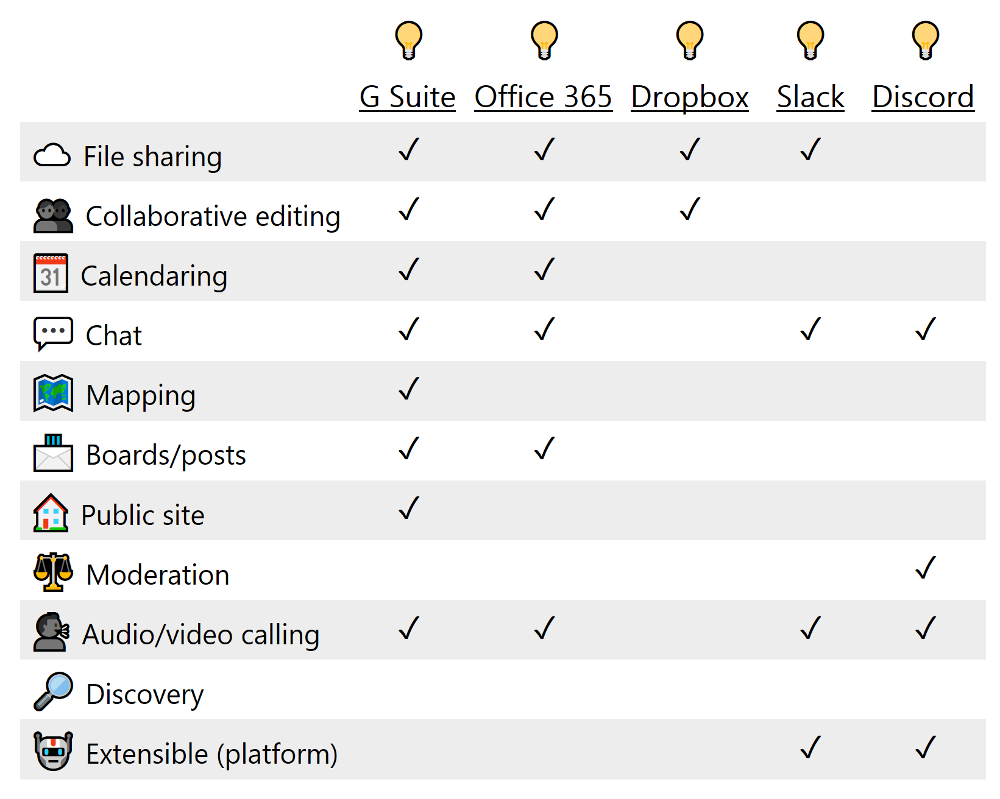 G Suite Office 365 Dropbox Slack Discord
File sharing ✓ ✓ ✓ ✓
Collaborative editing ✓ ✓ ✓
31 Calendaring ✓ ✓
Chat ✓ ✓ ✓ ✓
Mapping ✓
Boards/posts ✓ ✓
Public site ✓
Moderation ✓
Audio/video calling ✓ ✓ ✓ ✓
Discovery
Extensible (platform) ✓ ✓